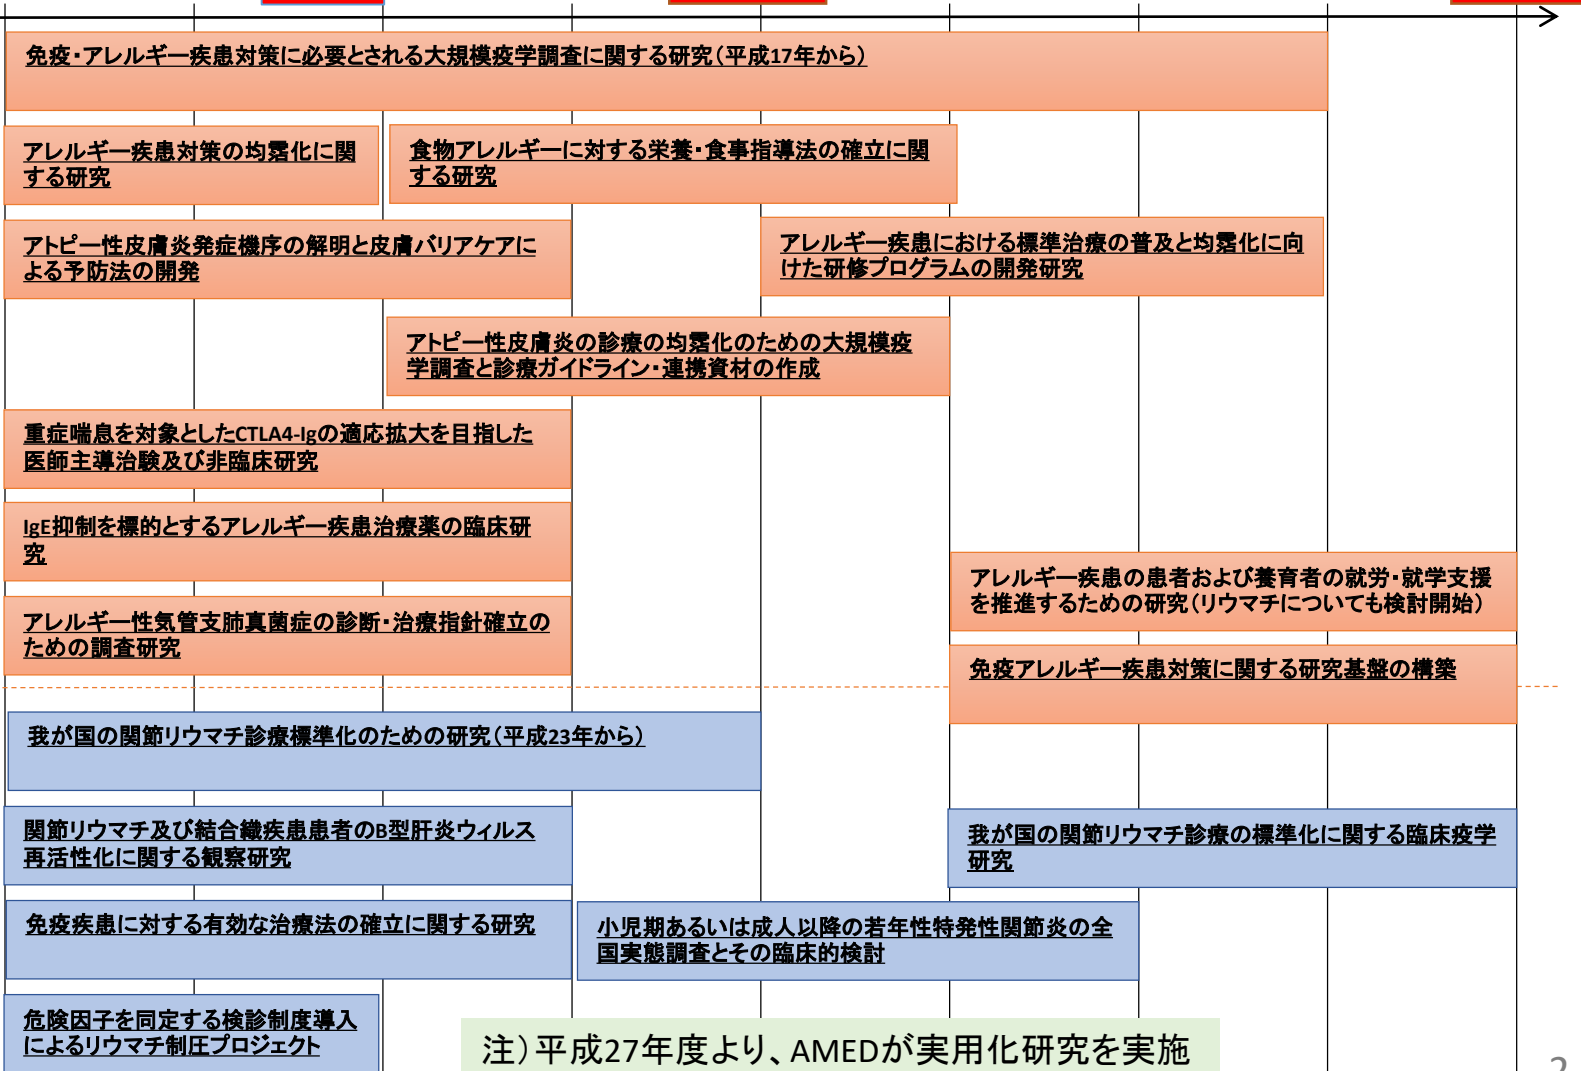 免疫・アレルギー疾患対策に必要とされる大規模疫学調査に関する研究（平成17年から）
アレルギー疾患対策の均霑化に関
する研究
食物アレルギーに対する栄養・食事指導法の確立に関
する研究
アトピー性皮膚炎発症機序の解明と皮膚バリアケアに
よる予防法の開発
アレルギー疾患における標準治療の普及と均霑化に向
けた研修プログラムの開発研究
アトピー性皮膚炎の診療の均霑化のための大規模疫
学調査と診療ガイドライン・連携資材の作成
重症喘息を対象としたCTLA4-Igの適応拡大を目指した
医師主導治験及び非臨床研究
IgE抑制を標的とするアレルギー疾患治療薬の臨床研
究
アレルギー疾患の患者および養育者の就労・就学支援
を推進するための研究（リウマチについても検討開始）
アレルギー性気管支肺真菌症の診断・治療指針確立の
ための調査研究
免疫アレルギー疾患対策に関する研究基盤の構築
我が国の関節リウマチ診療標準化のための研究（平成23年から）
関節リウマチ及び結合織疾患患者のB型肝炎ウィルス
再活性化に関する観察研究
我が国の関節リウマチ診療の標準化に関する臨床疫学
研究
免疫疾患に対する有効な治療法の確立に関する研究
小児期あるいは成人以降の若年性特発性関節炎の全
国実態調査とその臨床的検討
危険因子を同定する検診制度導入
によるリウマチ制圧プロジェクト
注）平成27年度より、AMEDが実用化研究を実施